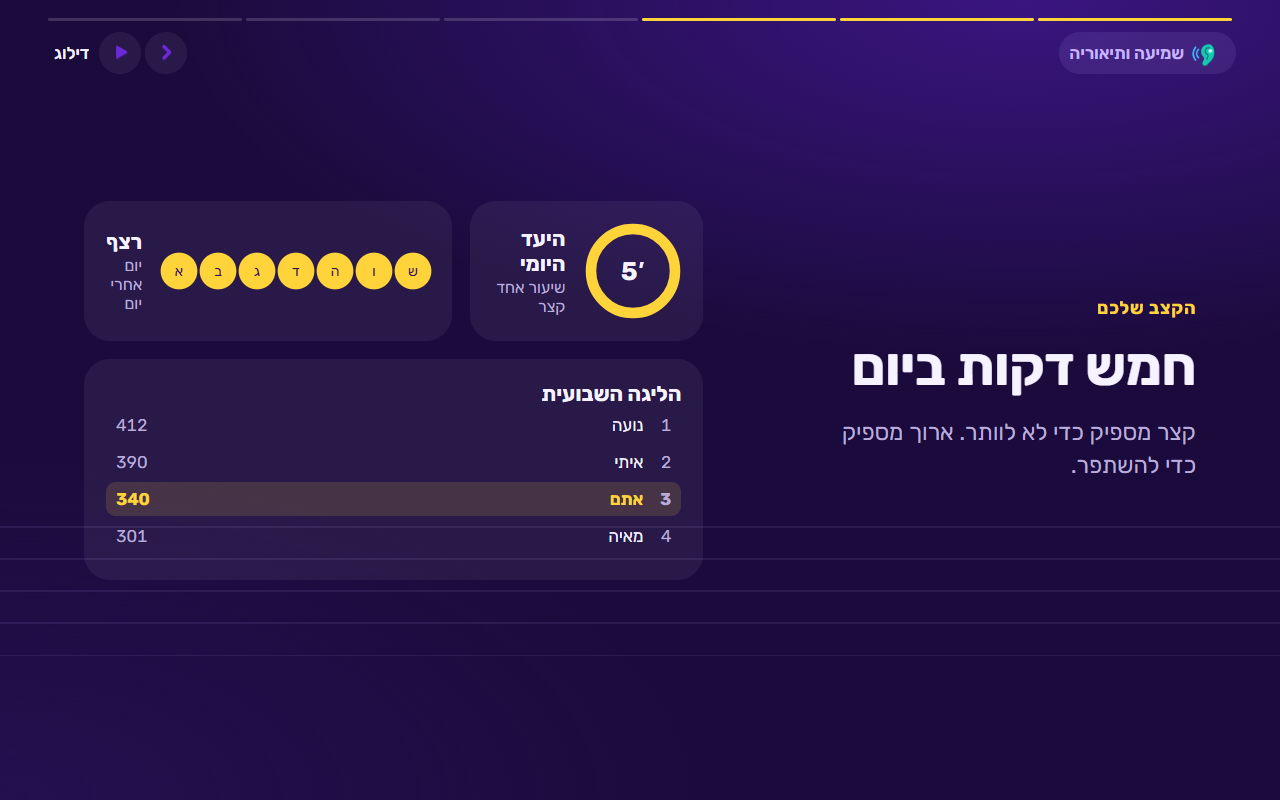 שמיעה ותיאוריה
דילוג
הקצב שלכם
חמש דקות ביום
קצר מספיק כדי לא לוותר. ארוך מספיק
כדי להשתפר.
5′
היעד
היומי
שיעור אחד
קצר
ש ו ה ד ג ב א
רצף
יום
אחרי
יום
הליגה השבועית
1 נועה 412
2 איתי 390
3 אתם 340
4 מאיה 301